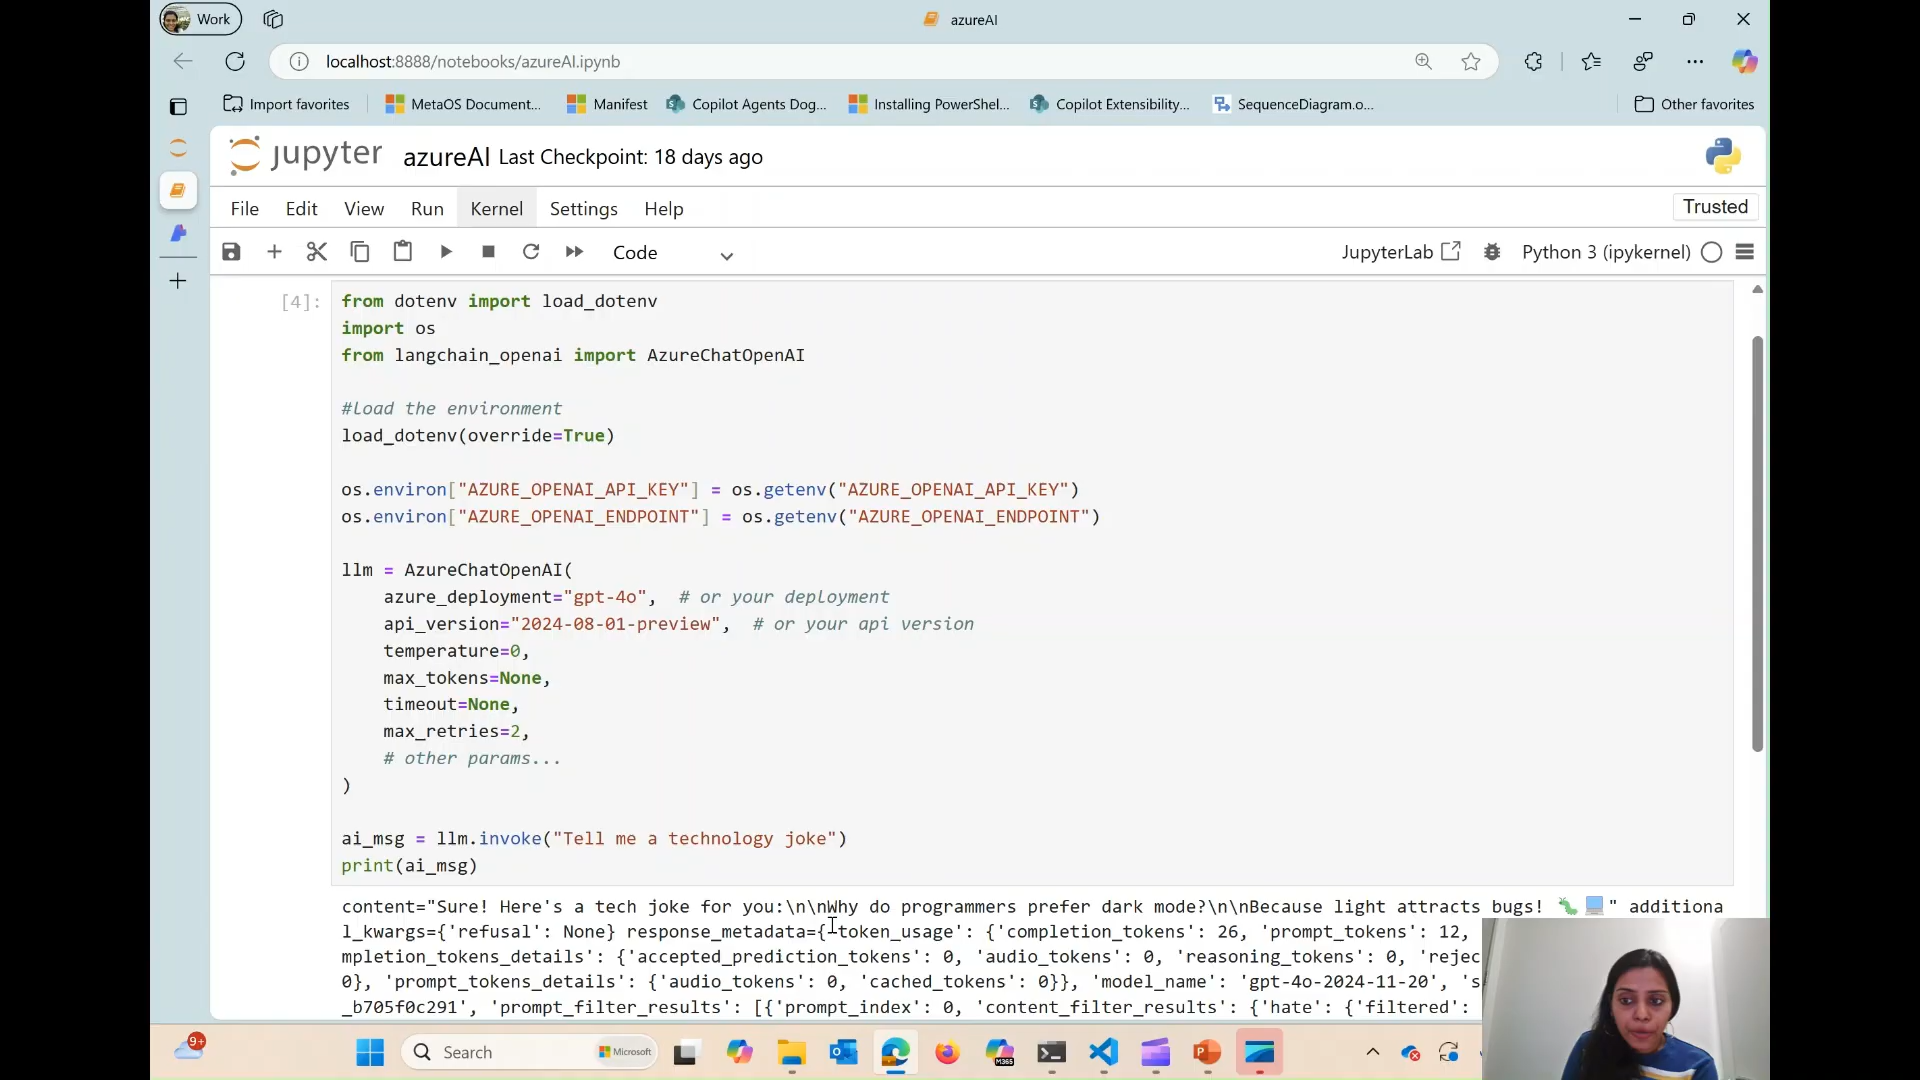 Work
azureAI
localhost:8888/notebooks/azureAI.ipynb
Import favorites
MetaOS Document...
Manifest
Copilot Agents Dog...
Installing PowerShel...
Copilot Extensibility...
SequenceDiagram.o...
Other favorites
jupyter azureAI Last Checkpoint: 18 days ago
File Edit View Run Kernel Settings Help
Trusted
Code
JupyterLab
Python 3 (ipykernel)
[4]:
from dotenv import load_dotenv
import os
from langchain_openai import AzureChatOpenAI
#load the environment
load_dotenv(override=True)
os.environ["AZURE_OPENAI_API_KEY"] = os.getenv("AZURE_OPENAI_API_KEY")
os.environ["AZURE_OPENAI_ENDPOINT"] = os.getenv("AZURE_OPENAI_ENDPOINT")
llm = AzureChatOpenAI(
azure_deployment="gpt-4o", # or your deployment
api_version="2024-08-01-preview", # or your api version
temperature=0,
max_tokens=None,
timeout=None,
max_retries=2,
# other params...
)
ai_msg = llm.invoke("Tell me a technology joke")
print(ai_msg)
content="Sure! Here's a tech joke for you:\n\nWhy do programmers prefer dark mode?\n\nBecause light attracts bugs! 🐛💻" additiona
l_kwargs={'refusal': None} response_metadata={'token_usage': {'completion_tokens': 26, 'prompt_tokens': 12,
mpletion_tokens_details': {'accepted_prediction_tokens': 0, 'audio_tokens': 0, 'reasoning_tokens': 0, 'rejec
0}, 'prompt_tokens_details': {'audio_tokens': 0, 'cached_tokens': 0}}, 'model_name': 'gpt-4o-2024-11-20', 's
_b705f0c291', 'prompt_filter_results': [{'prompt_index': 0, 'content_filter_results': {'hate': {'filtered':
9+
Search
Microsoft
M365